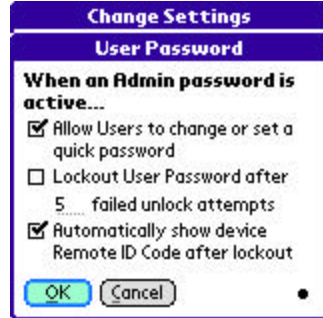 Change Settings
User Password
When an Admin password is
active...
Allow Users to change or set a
quick password
Lockout User Password after
5 failed unlock attempts
Automatically show device
Remote ID Code after lockout
OK Cancel